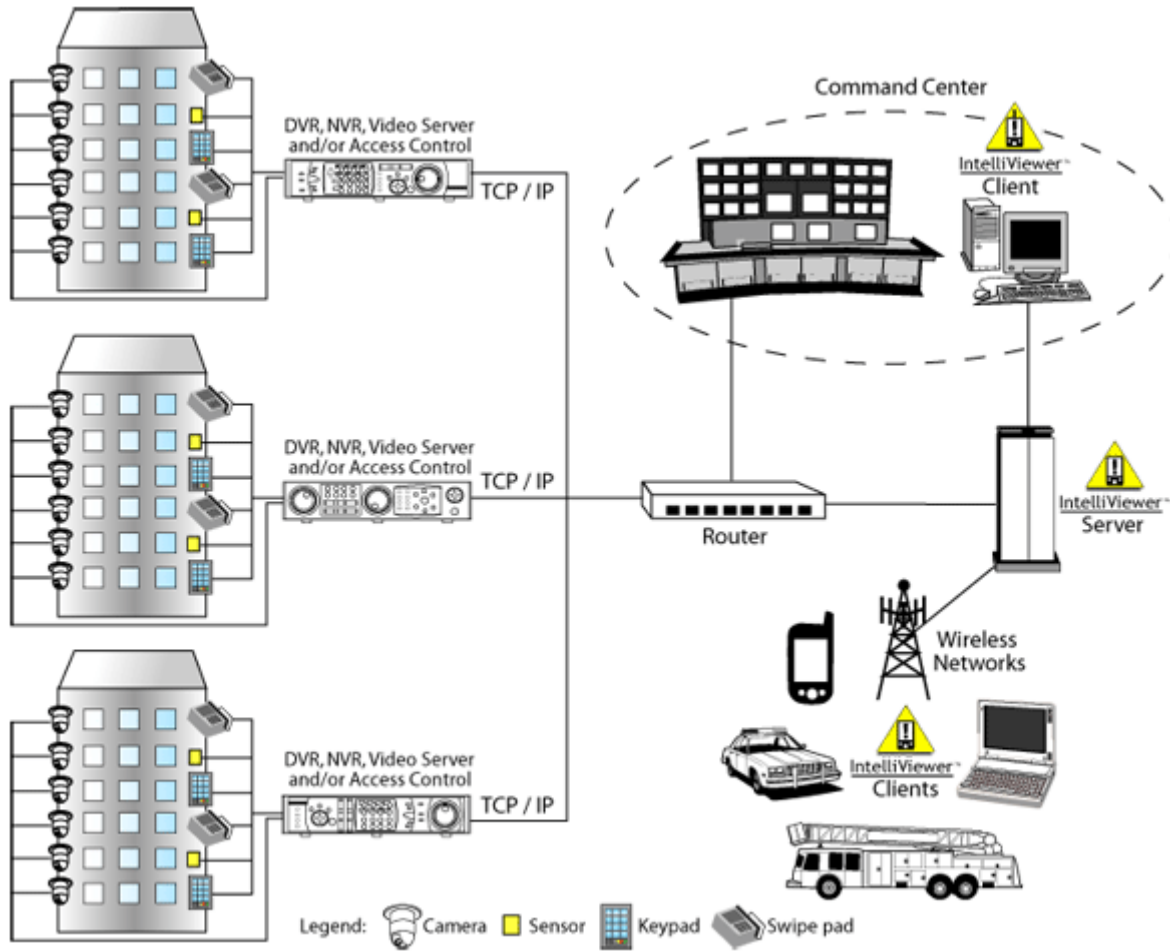 Command Center
IntelliViewer™
Client
DVR, NVR, Video Server
and/or Access Control
TCP / IP
DVR, NVR, Video Server
and/or Access Control
TCP / IP
Router
IntelliViewer™
Server
Wireless
Networks
DVR, NVR, Video Server
and/or Access Control
TCP / IP
IntelliViewer™
Clients
Legend:
Camera
Sensor
Keypad
Swipe pad